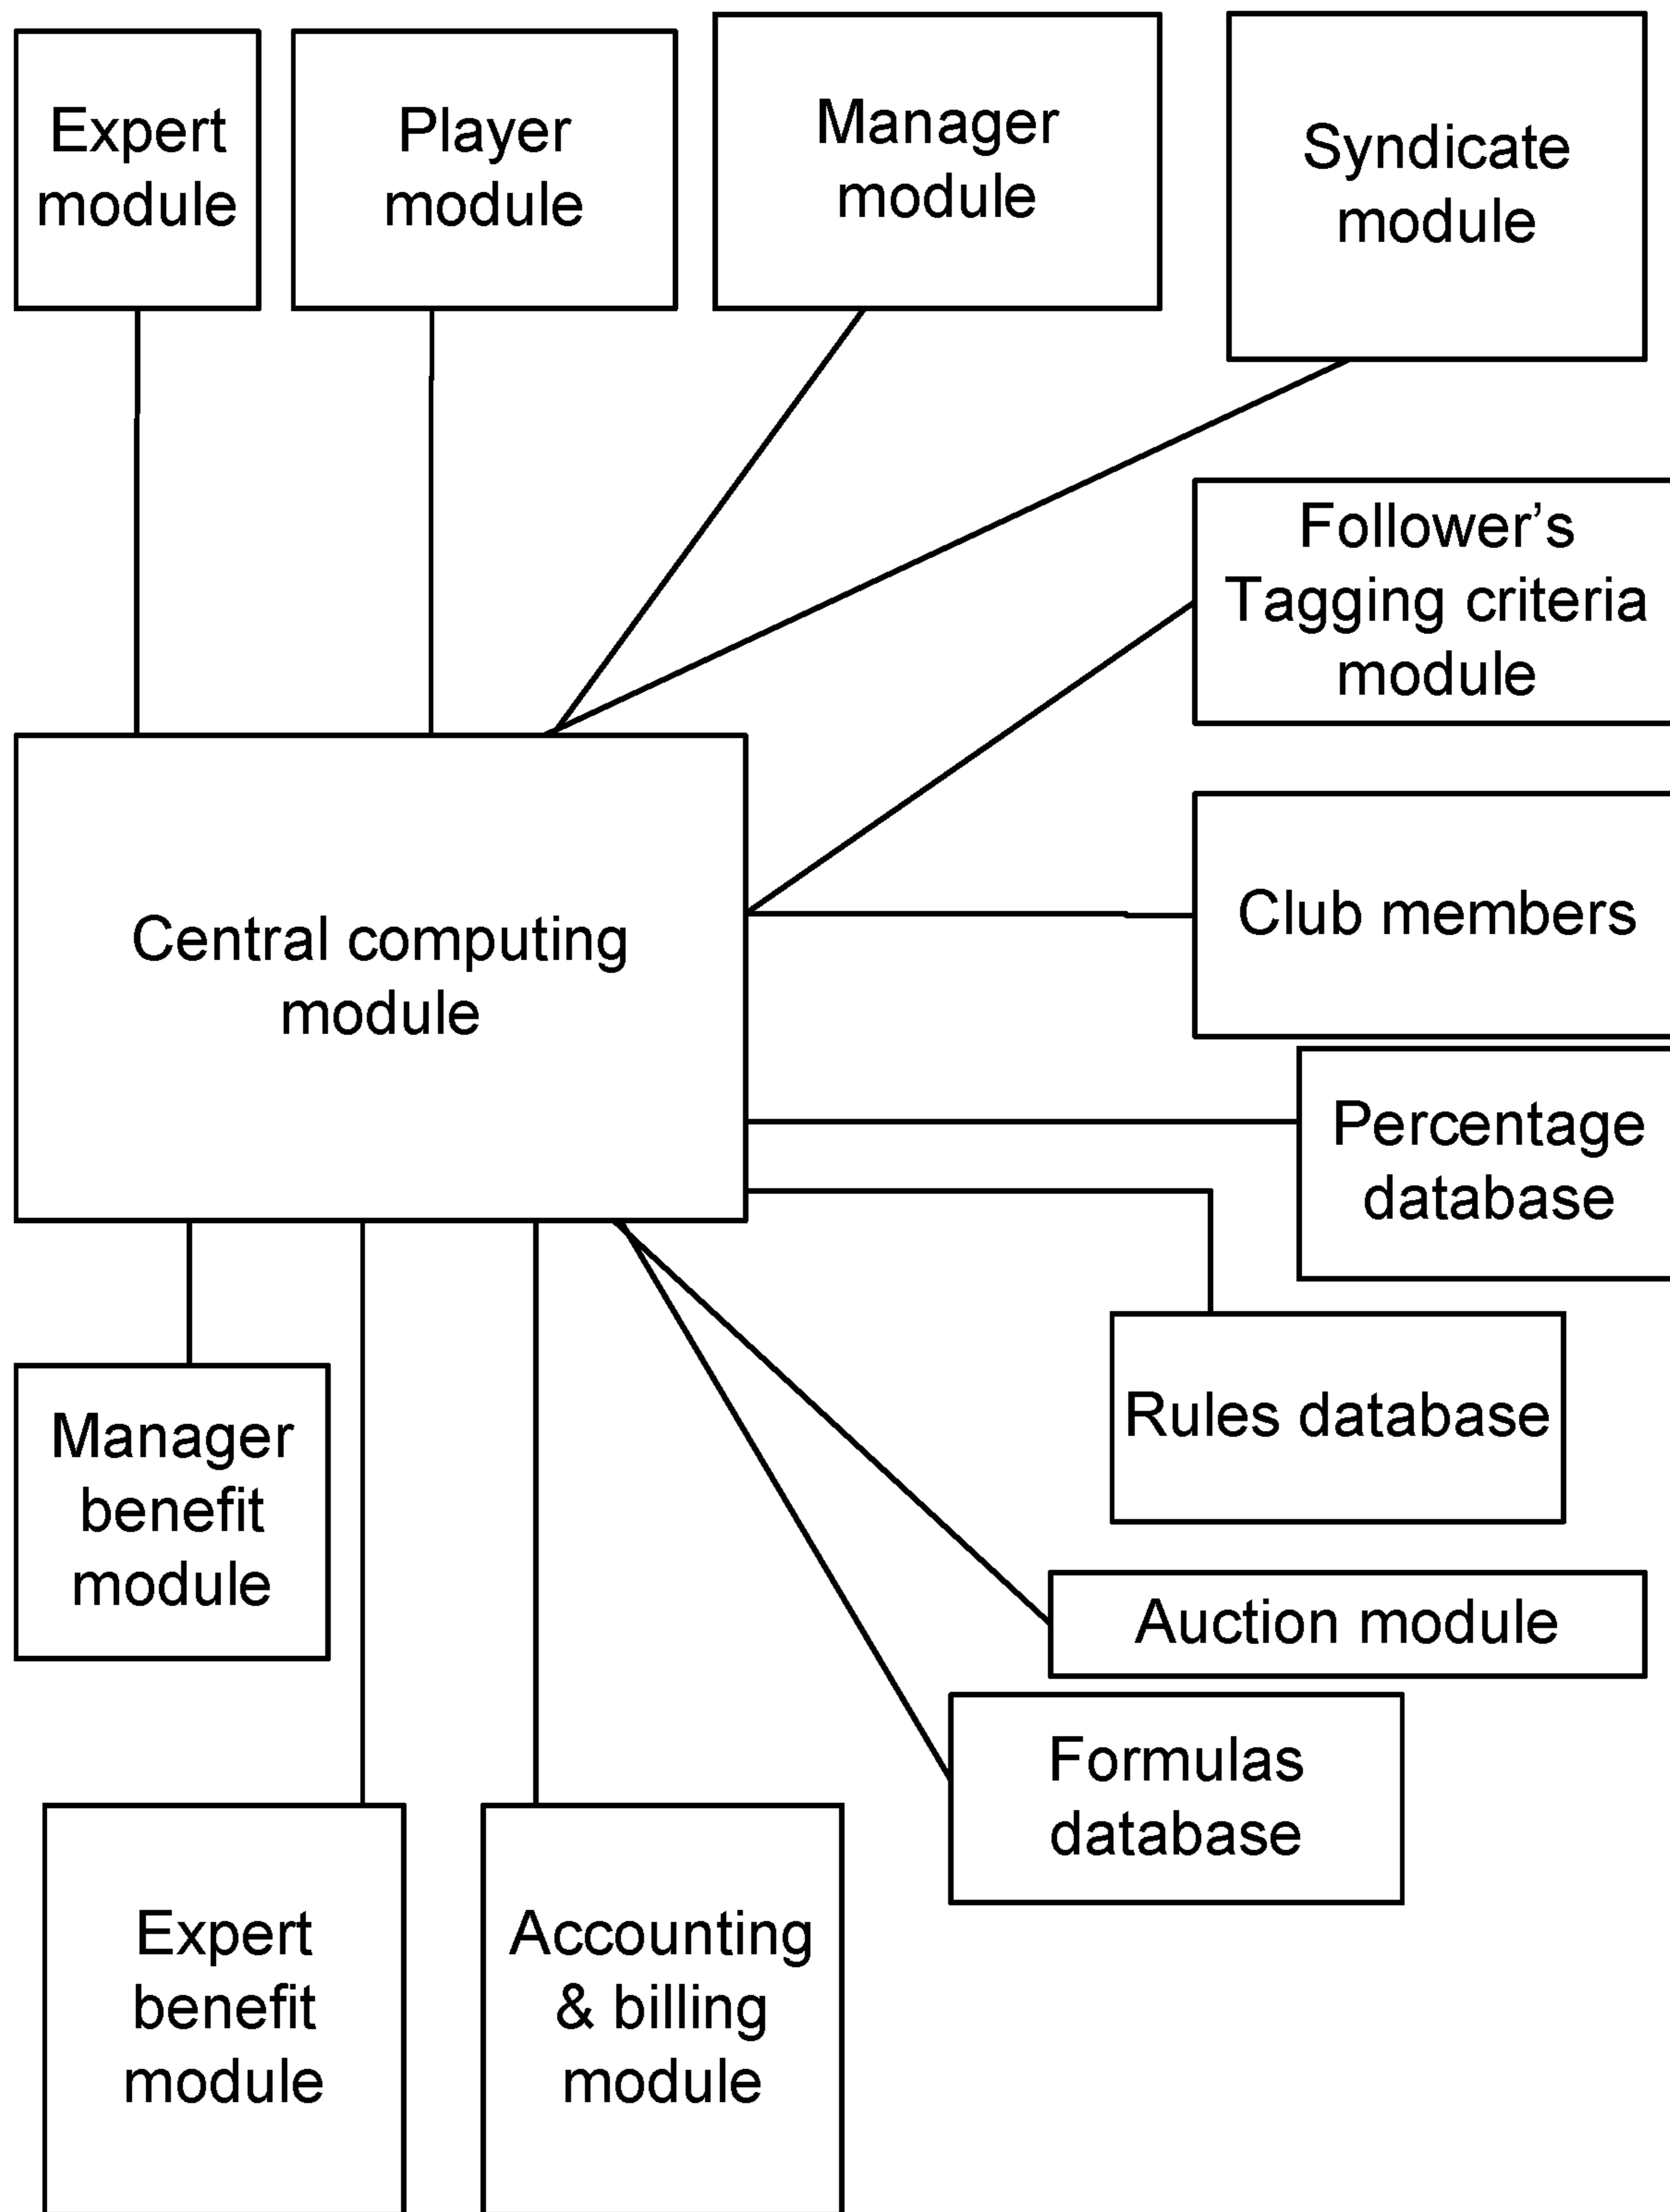 Expert
module
Player
module
Manager
module
Syndicate
module
Follower’s
Tagging criteria
module
Central computing
module
Club members
Percentage
database
Rules database
Manager
benefit
module
Auction module
Formulas
database
Expert
benefit
module
Accounting
& billing
module